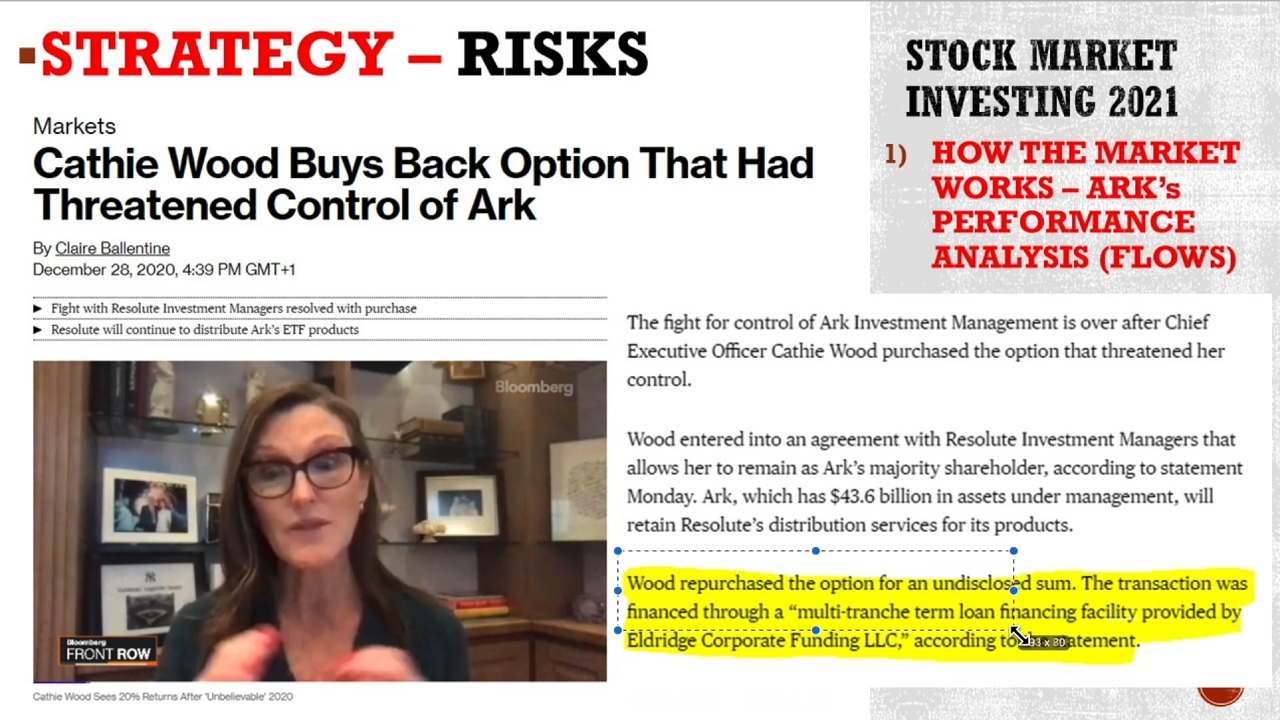 STRATEGY – RISKS
STOCK MARKET
INVESTING 2021
1) HOW THE MARKET
WORKS – ARK's
PERFORMANCE
ANALYSIS (FLOWS)
Markets
Cathie Wood Buys Back Option That Had
Threatened Control of Ark
By Claire Ballentine
December 28, 2020, 4:39 PM GMT+1
Fight with Resolute Investment Managers resolved with purchase
Resolute will continue to distribute Ark's ETF products
Bloomberg
Bloomberg
FRONT ROW
Cathie Wood Sees 20% Returns After 'Unbelievable' 2020
The fight for control of Ark Investment Management is over after Chief
Executive Officer Cathie Wood purchased the option that threatened her
control.
Wood entered into an agreement with Resolute Investment Managers that
allows her to remain as Ark's majority shareholder, according to statement
Monday. Ark, which has $43.6 billion in assets under management, will
retain Resolute's distribution services for its products.
Wood repurchased the option for an undisclosed sum. The transaction was
financed through a “multi-tranche term loan financing facility provided by
Eldridge Corporate Funding LLC,” according to atement.